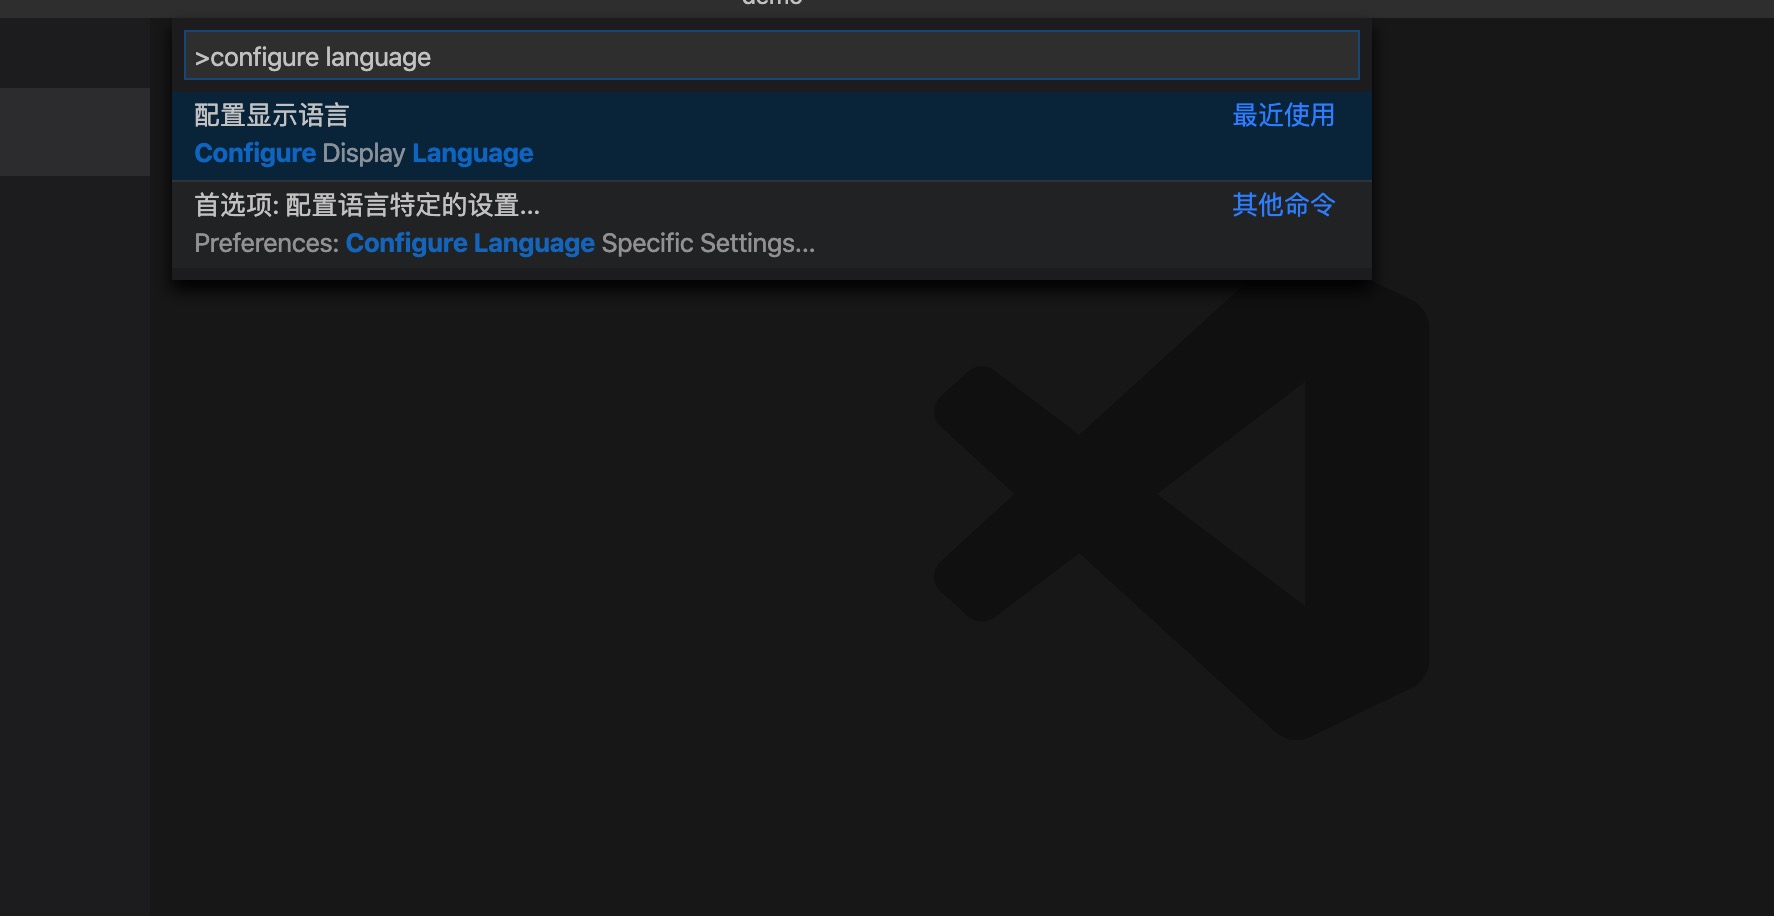 demo
>configure language
配置显示语言
最近使用
Configure Display Language
首选项: 配置语言特定的设置...
其他命令
Preferences: Configure Language Specific Settings...